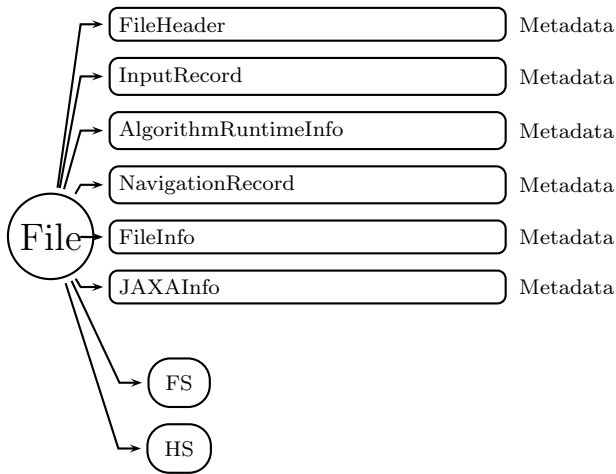 FileHeader Metadata
InputRecord Metadata
AlgorithmRuntimeInfo Metadata
NavigationRecord Metadata
File
FileInfo Metadata
JAXAInfo Metadata
FS
HS